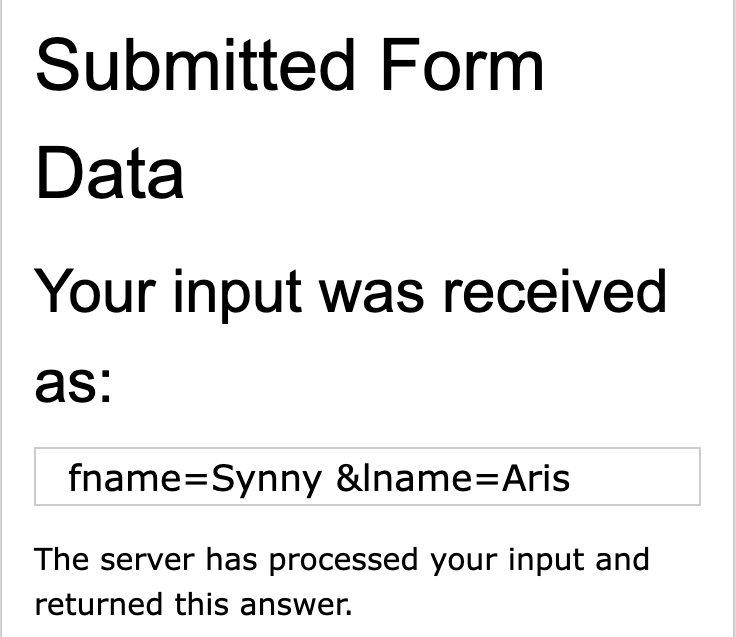 Submitted Form
Data
Your input was received
as:
fname=Synny &lname=Aris
The server has processed your input and
returned this answer.